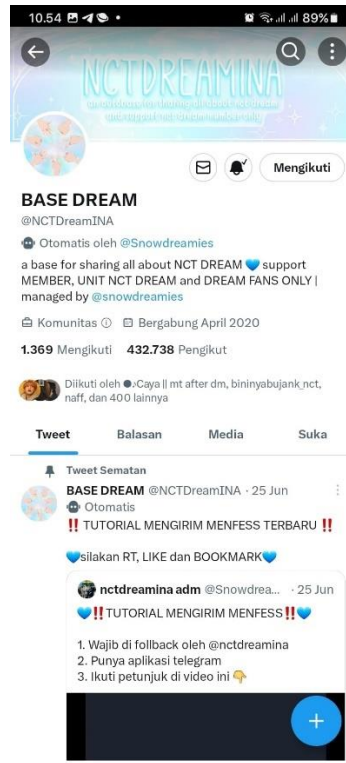 10.54
89%
NCTDREAMINA
Mengikuti
BASE DREAM
@NCTDreamINA
Otomatis oleh @Snowdreamies
a base for sharing all about NCT DREAM 💙 support
MEMBER, UNIT NCT DREAM and DREAM FANS ONLY |
managed by @snowdreamies
Komunitas Bergabung April 2020
1.369 Mengikuti 432.738 Pengikut
Diikuti oleh ●♪Caya || mt after dm, bininyabujank_nct,
naff, dan 400 lainnya
Tweet Balasan Media Suka
Tweet Sematan
BASE DREAM @NCTDreamINA · 25 Jun
Otomatis
‼️ TUTORIAL MENGIRIM MENFESS TERBARU ‼️
💙silakan RT, LIKE dan BOOKMARK💙
nctdreamina adm @Snowdrea... · 25 Jun
💙‼️TUTORIAL MENGIRIM MENFESS‼️💙
1. Wajib di follback oleh @nctdreamina
2. Punya aplikasi telegram
3. Ikuti petunjuk di video ini 👇